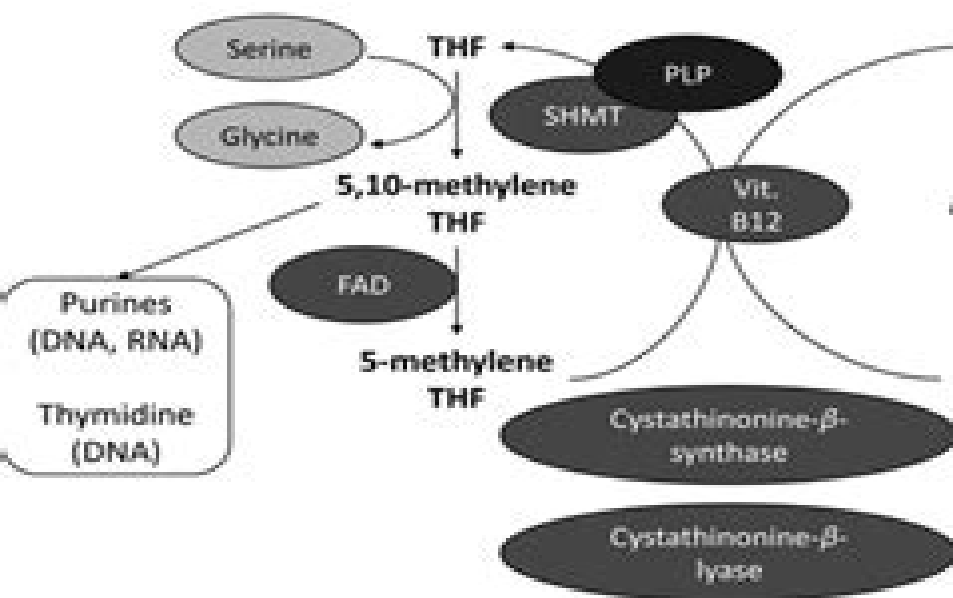 Serine
THF
PLP
SHMT
Glycine
5,10-methylene
THF
Vit.
B12
FAD
Purines
(DNA, RNA)
5-methylene
THF
Thymidine
(DNA)
Cystathinonine-β-
synthase
Cystathinonine-β-
lyase